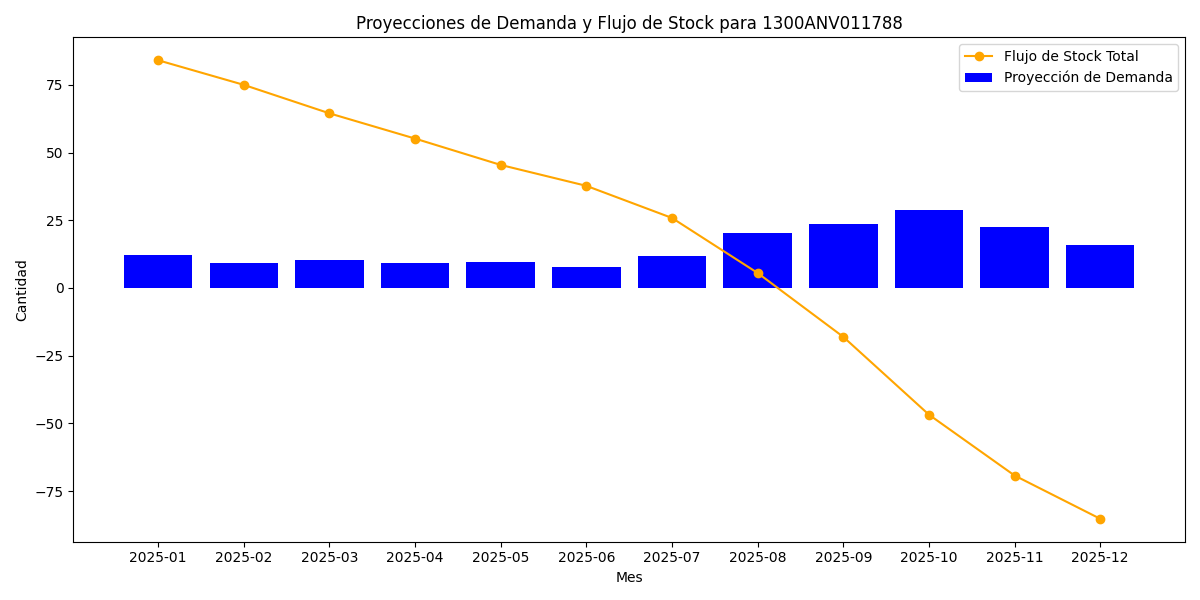 Proyecciones de Demanda y Flujo de Stock para 1300ANV011788
Flujo de Stock Total
Proyección de Demanda
Cantidad
75
50
25
0
−25
−50
−75
2025-01 2025-02 2025-03 2025-04 2025-05 2025-06 2025-07 2025-08 2025-09 2025-10 2025-11 2025-12
Mes